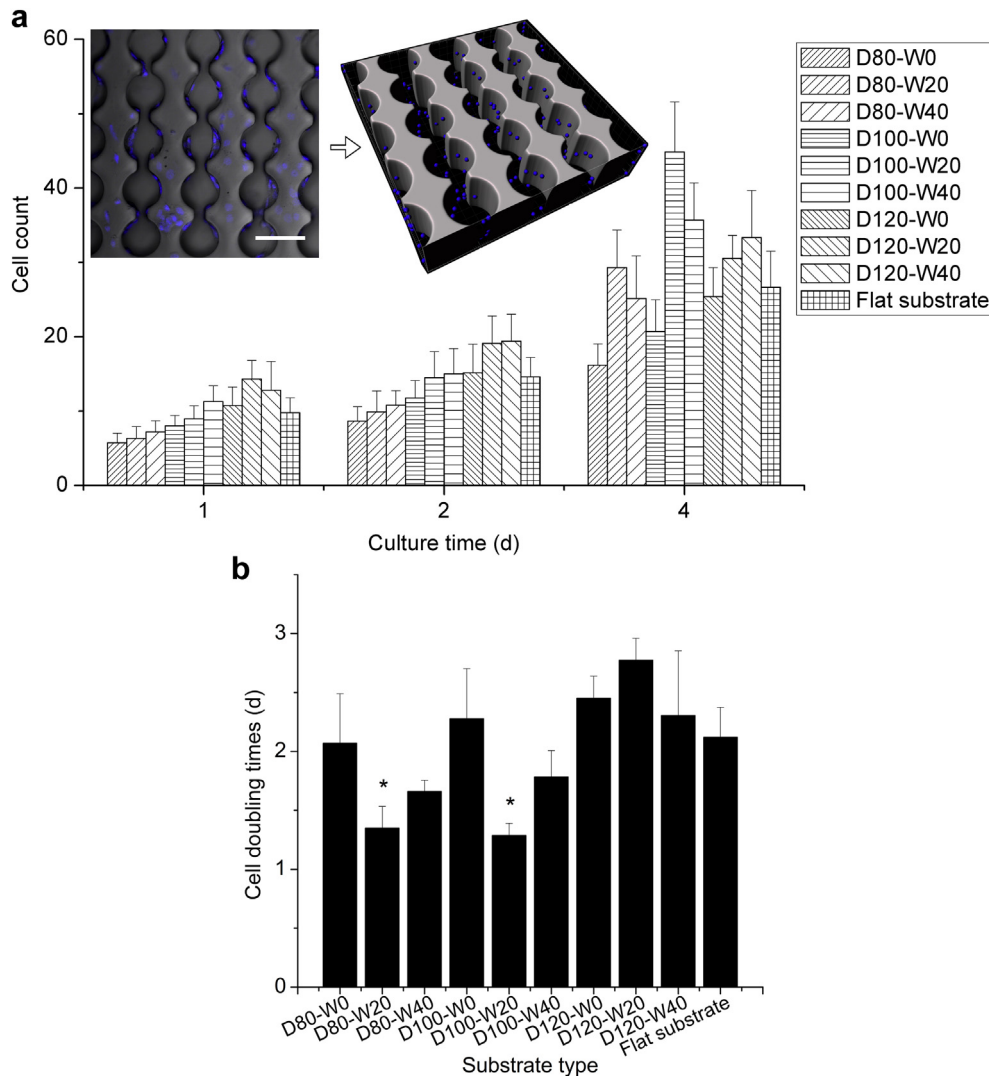 a
60
40
20
0
Cell count
1
2
4
Culture time (d)
D80-W0
D80-W20
D80-W40
D100-W0
D100-W20
D100-W40
D120-W0
D120-W20
D120-W40
Flat substrate
b
3
2
1
0
Cell doubling times (d)
*
*
D80-W0
D80-W20
D80-W40
D100-W0
D100-W20
D100-W40
D120-W0
D120-W20
D120-W40
Flat substrate
Substrate type